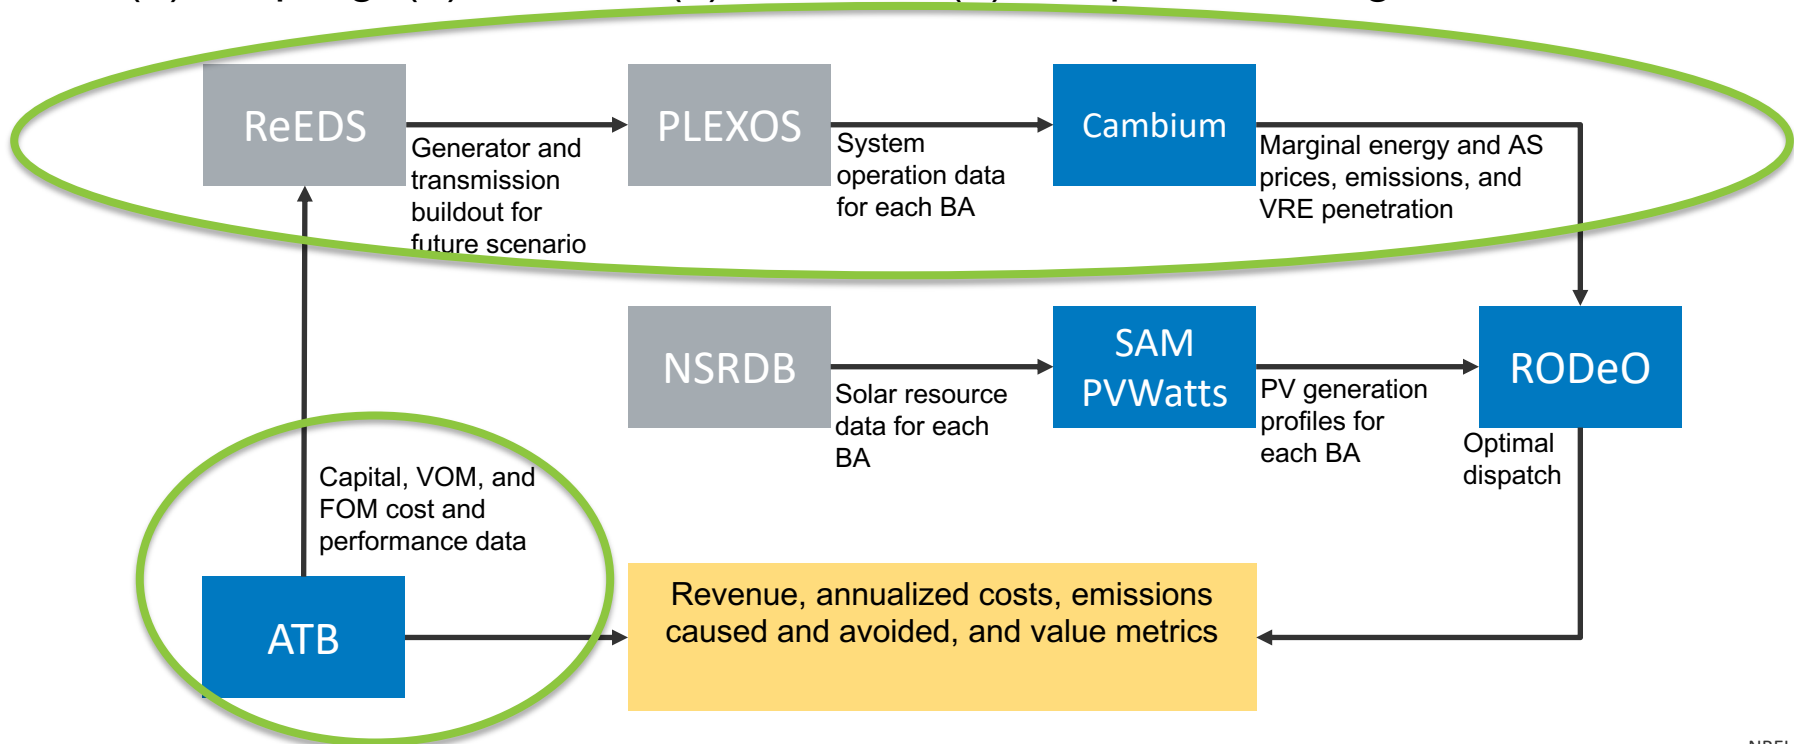 ReEDS
Generator and
transmission
buildout for
future scenario
PLEXOS
System
operation data
for each BA
Cambium
Marginal energy and AS
prices, emissions, and
VRE penetration
NSRDB
Solar resource
data for each
BA
SAM
PVWatts
PV generation
profiles for
each BA
RODeO
Optimal
dispatch
Capital, VOM, and
FOM cost and
performance data
ATB
Revenue, annualized costs, emissions
caused and avoided, and value metrics